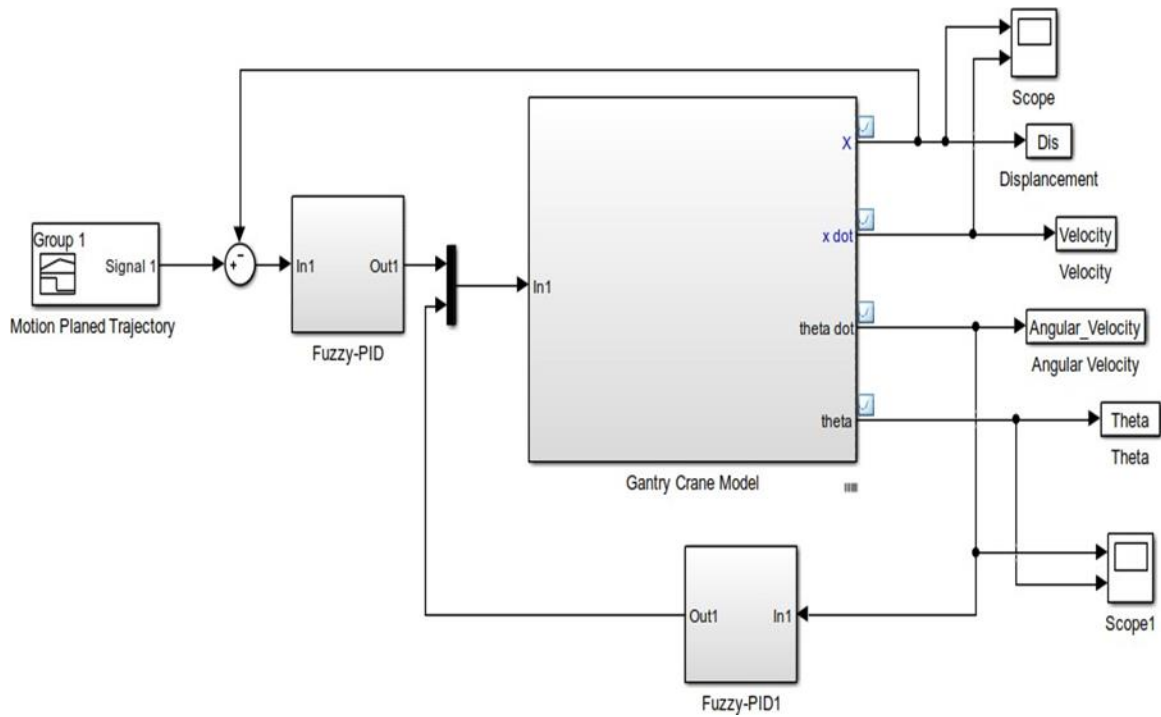 Scope
X
Dis
Displancement
x dot
Velocity
Velocity
Group 1
Signal 1
Motion Planed Trajectory
+
-
In1
Out1
Fuzzy-PID
In1
theta dot
Angular_Velocity
Angular Velocity
theta
Theta
Theta
Gantry Crane Model
Out1
In1
Fuzzy-PID1
Scope1